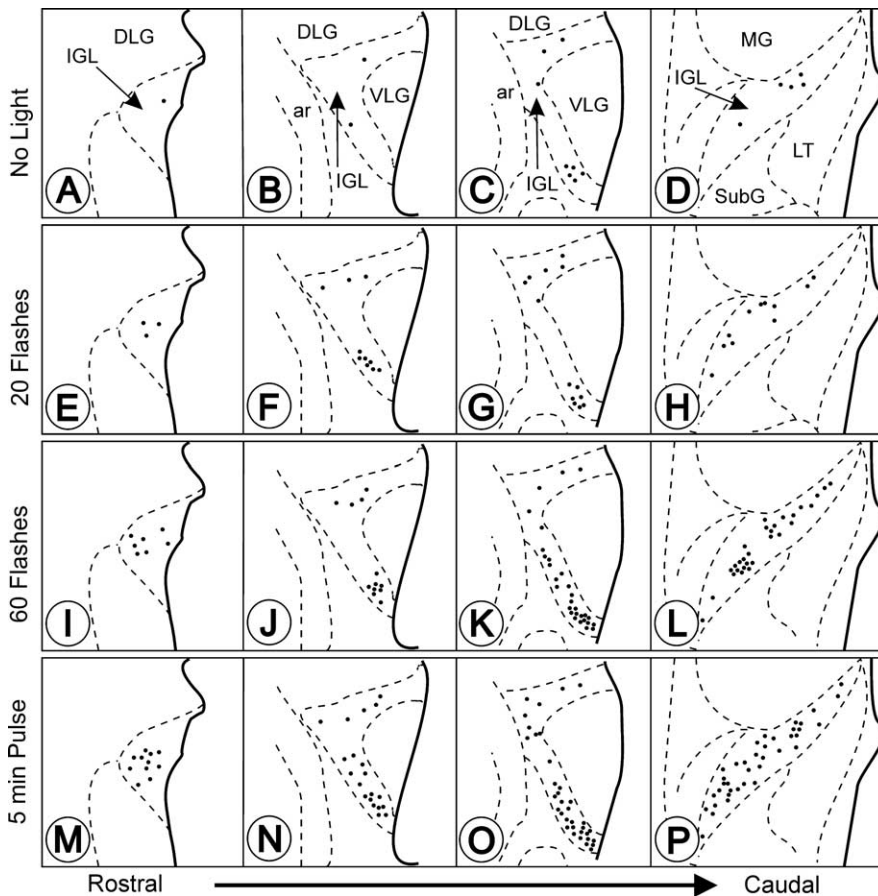 No Light
DLG
IGL
A
DLG
VLG
ar
IGL
B
DLG
ar
VLG
IGL
C
MG
IGL
LT
SubG
D
20 Flashes
E
F
G
H
60 Flashes
I
J
K
L
5 min Pulse
M
N
O
P
Rostral
Caudal